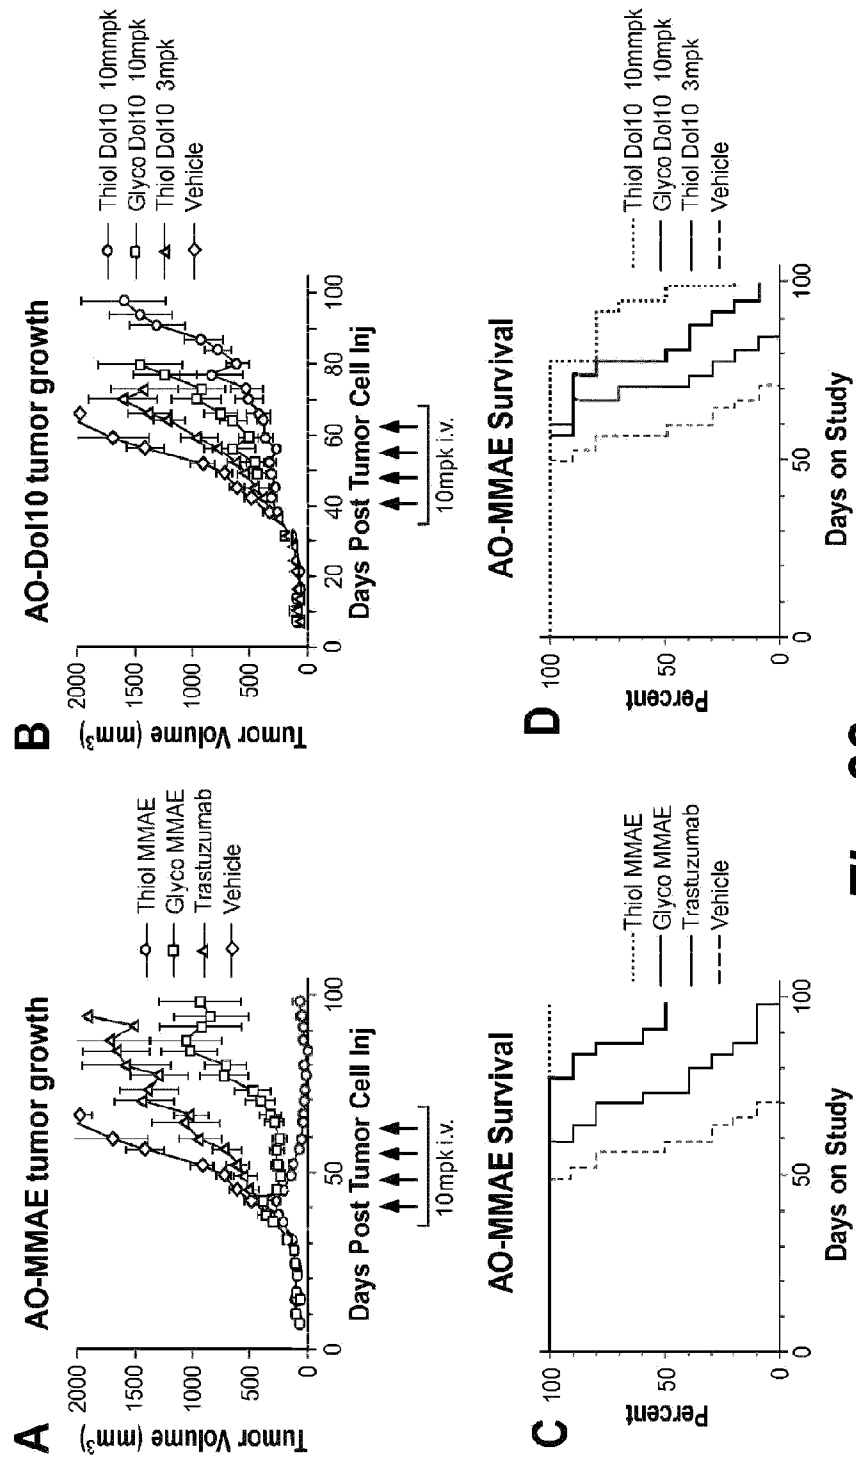 A
AO-MMAE tumor growth
Tumor Volume (mm³)
2000
1500
1000
500
0
0
50
100
Days Post Tumor Cell Inj
10mpk i.v.
Thiol MMAE
Glyco MMAE
Trastuzumab
Vehicle
B
AO-Dol10 tumor growth
Tumor Volume (mm³)
2000
1500
1000
500
0
0
20
40
60
80
100
Days Post Tumor Cell Inj
10mpk i.v.
Thiol Dol10 10mmpk
Glyco Dol10 10mpk
Thiol Dol10 3mpk
Vehicle
C
AO-MMAE Survival
Percent
100
50
0
0
50
100
Days on Study
Thiol MMAE
Glyco MMAE
Trastuzumab
Vehicle
D
AO-MMAE Survival
Percent
100
50
0
0
50
100
Days on Study
Thiol Dol10 10mmpk
Glyco Dol10 10mpk
Thiol Dol10 3mpk
Vehicle